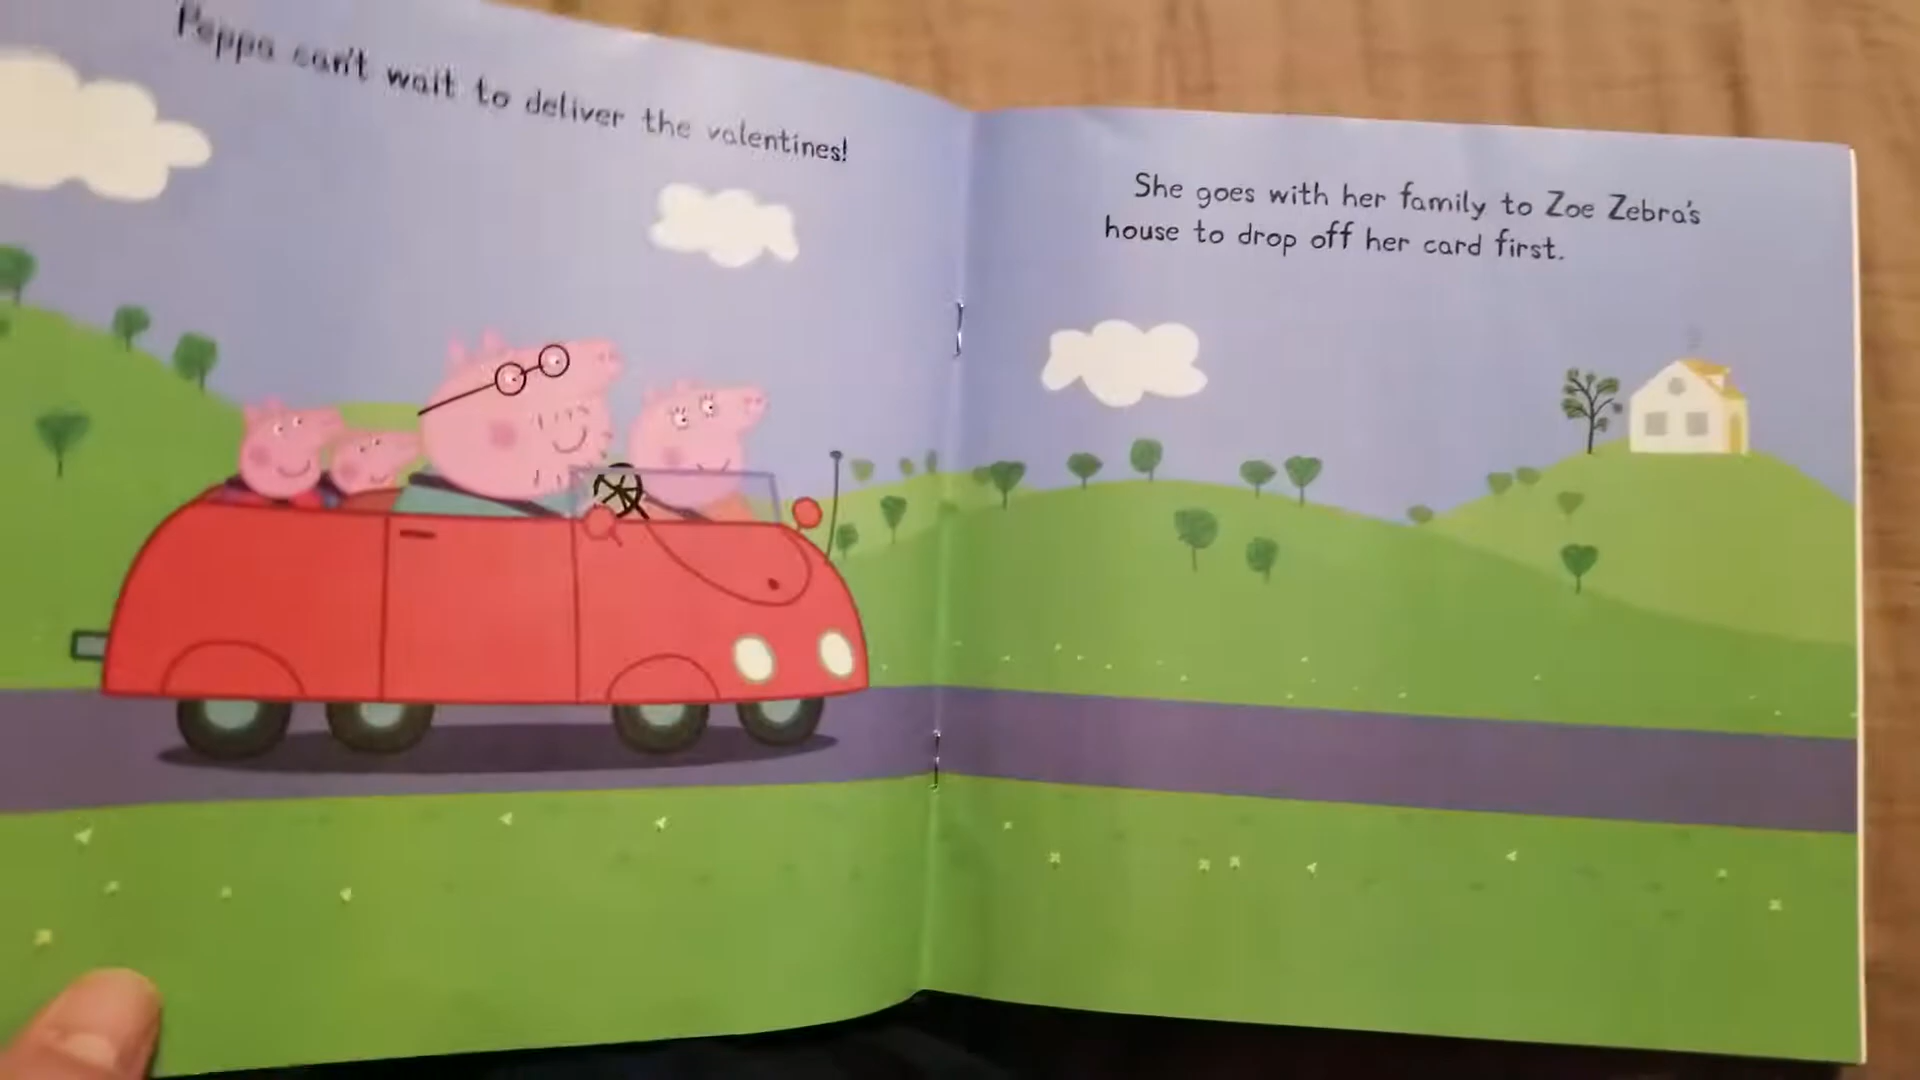 Peppa can't wait to deliver the valentines!
She goes with her family to Zoe Zebra's
house to drop off her card first.